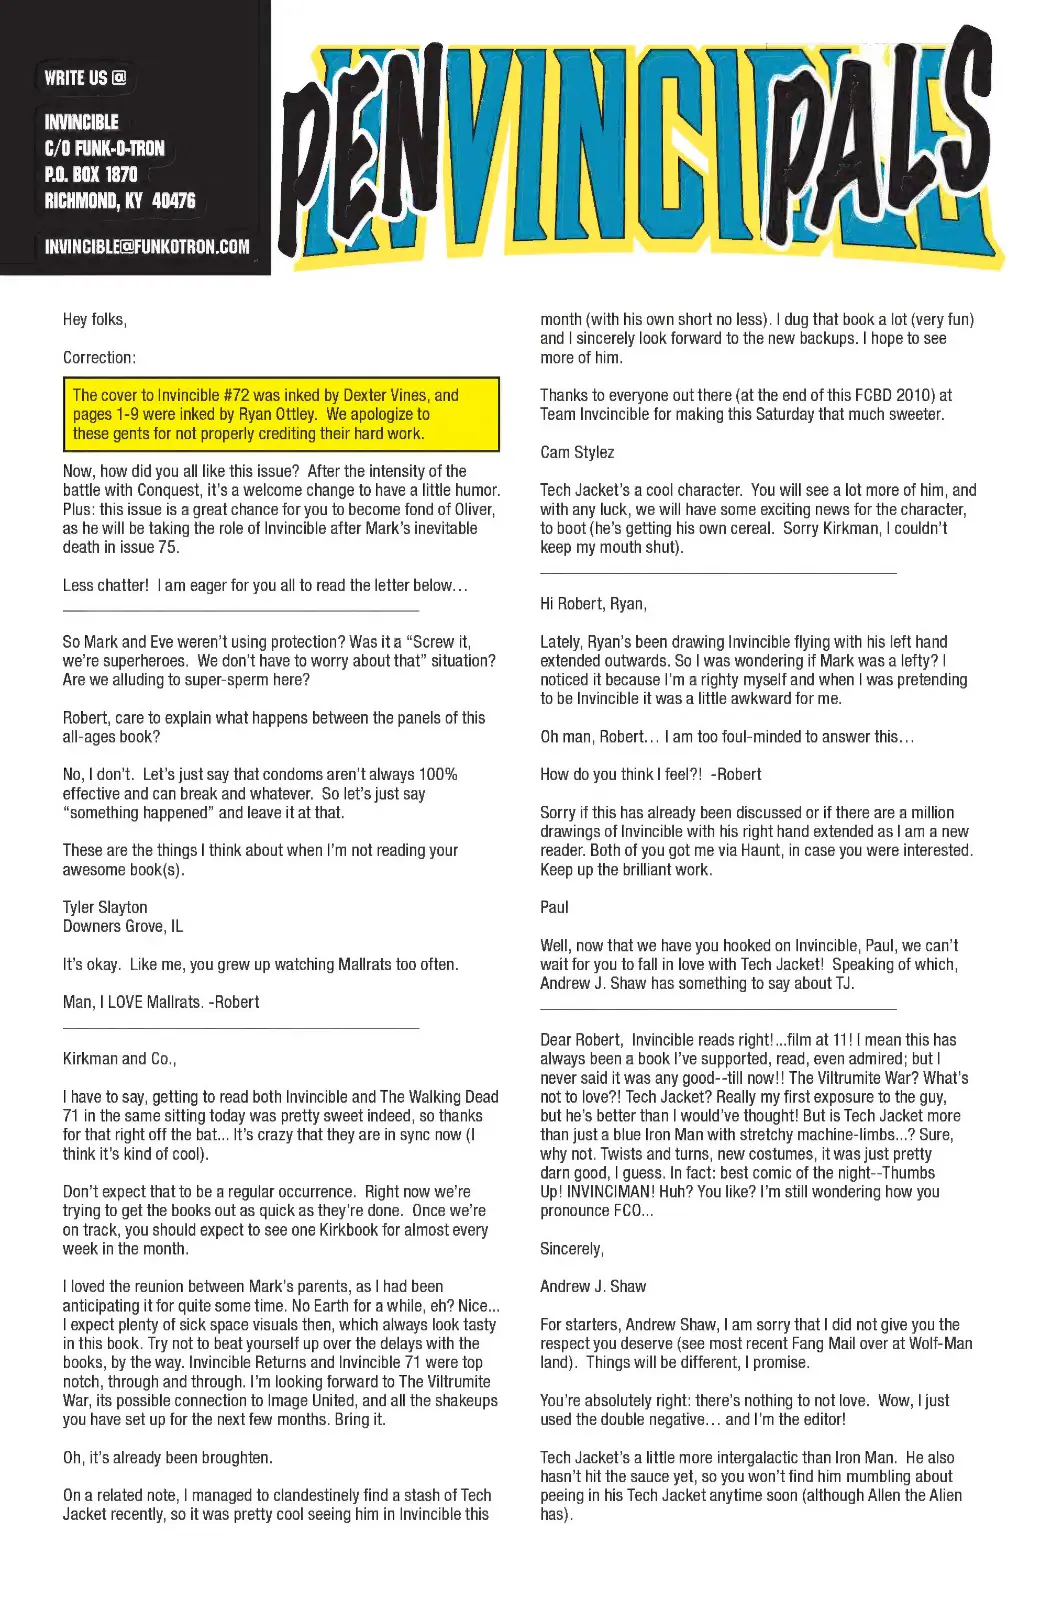 WRITE US @
INVINCIBLE
C/O FUNK-O-TRON
P.O. BOX 1870
RICHMOND, KY 40476
INVINCIBLE@FUNKOTRON.COM
INVINCIBLE
PEN PALS
Hey folks,
Correction:
The cover to Invincible #72 was inked by Dexter Vines, and
pages 1-9 were inked by Ryan Ottley. We apologize to
these gents for not properly crediting their hard work.
Now, how did you all like this issue? After the intensity of the
battle with Conquest, it's a welcome change to have a little humor.
Plus: this issue is a great chance for you to become fond of Oliver,
as he will be taking the role of Invincible after Mark's inevitable
death in issue 75.
Less chatter! I am eager for you all to read the letter below...
So Mark and Eve weren't using protection? Was it a “Screw it,
we're superheroes. We don't have to worry about that” situation?
Are we alluding to super-sperm here?
Robert, care to explain what happens between the panels of this
all-ages book?
No, I don't. Let's just say that condoms aren't always 100%
effective and can break and whatever. So let's just say
“something happened” and leave it at that.
These are the things I think about when I'm not reading your
awesome book(s).
Tyler Slayton
Downers Grove, IL
It's okay. Like me, you grew up watching Mallrats too often.
Man, I LOVE Mallrats. -Robert
Kirkman and Co.,
I have to say, getting to read both Invincible and The Walking Dead
71 in the same sitting today was pretty sweet indeed, so thanks
for that right off the bat... It's crazy that they are in sync now (I
think it's kind of cool).
Don't expect that to be a regular occurrence. Right now we're
trying to get the books out as quick as they're done. Once we're
on track, you should expect to see one Kirkbook for almost every
week in the month.
I loved the reunion between Mark's parents, as I had been
anticipating it for quite some time. No Earth for a while, eh? Nice...
I expect plenty of sick space visuals then, which always look tasty
in this book. Try not to beat yourself up over the delays with the
books, by the way. Invincible Returns and Invincible 71 were top
notch, through and through. I'm looking forward to The Viltrumite
War, its possible connection to Image United, and all the shakeups
you have set up for the next few months. Bring it.
Oh, it's already been broughten.
On a related note, I managed to clandestinely find a stash of Tech
Jacket recently, so it was pretty cool seeing him in Invincible this
month (with his own short no less). I dug that book a lot (very fun)
and I sincerely look forward to the new backups. I hope to see
more of him.
Thanks to everyone out there (at the end of this FCBD 2010) at
Team Invcincible for making this Saturday that much sweeter.
Cam Stylez
Tech Jacket's a cool character. You will see a lot more of him, and
with any luck, we will have some exciting news for the character,
to boot (he's getting his own cereal. Sorry Kirkman, I couldn't
keep my mouth shut).
Hi Robert, Ryan,
Lately, Ryan's been drawing Invincible flying with his left hand
extended outwards. So I was wondering if Mark was a lefty? I
noticed it because I'm a righty myself and when I was pretending
to be Invincible it was a little awkward for me.
Oh man, Robert... I am too foul-minded to answer this...
How do you think I feel?! -Robert
Sorry if this has already been discussed or if there are a million
drawings of Invincible with his right hand extended as I am a new
reader. Both of you got me via Haunt, in case you were interested.
Keep up the brilliant work.
Paul
Well, now that we have you hooked on Invincible, Paul, we can't
wait for you to fall in love with Tech Jacket! Speaking of which,
Andrew J. Shaw has something to say about TJ.
Dear Robert, Invincible reads right!...film at 11! I mean this has
always been a book I've supported, read, even admired; but I
never said it was any good--till now!! The Viltrumite War? What's
not to love?! Tech Jacket? Really my first exposure to the guy,
but he's better than I would've thought! But is Tech Jacket more
than just a blue Iron Man with stretchy machine-limbs...? Sure,
why not. Twists and turns, new costumes, it was just pretty
darn good, I guess. In fact: best comic of the night--Thumbs
Up! INVINCIMAN! Huh? You like? I'm still wondering how you
pronounce FCO...
Sincerely,
Andrew J. Shaw
For starters, Andrew Shaw, I am sorry that I did not give you the
respect you deserve (see most recent Fang Mail over at Wolf-Man
land). Things will be different, I promise.
You're absolutely right: there's nothing to not love. Wow, I just
used the double negative... and I'm the editor!
Tech Jacket's a little more intergalactic than Iron Man. He also
hasn't hit the sauce yet, so you won't find him mumbling about
peeing in his Tech Jacket anytime soon (although Allen the Alien
has).